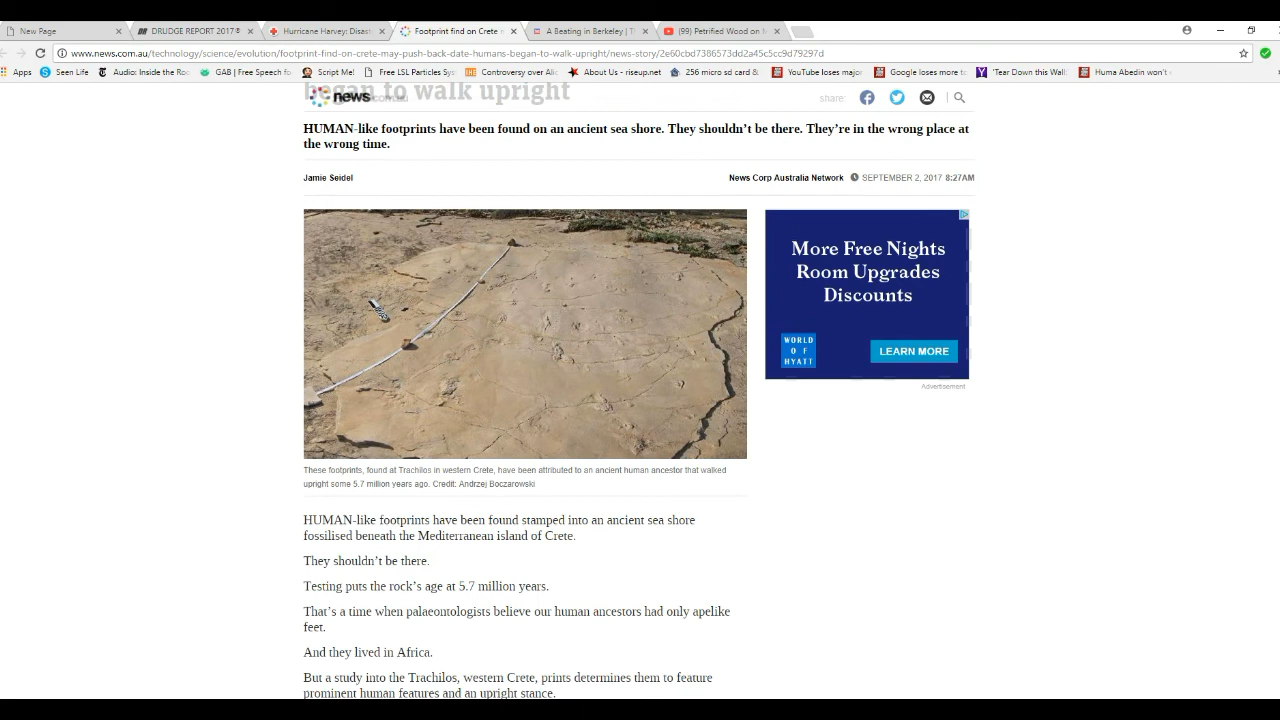 New Page
DRUDGE REPORT 2017®
Hurricane Harvey: Disast
Footprint find on Crete
A Beating in Berkeley | T
(99) Petrified Wood on
www.news.com.au/technology/science/evolution/footprint-find-on-crete-may-push-back-date-humans-began-to-walk-upright/news-story/2e60cbd7386573dd2a45c5cc9d79297d
Apps
Seen Life
Audio: Inside the Roc
GAB | Free Speech fo
Script Me!
Free LSL Particles Sys
Controversy over Alic
About Us - riseup.net
256 micro sd card &
YouTube loses major
Google loses more t
'Tear Down this Wall
Huma Abedin won't
began to walk upright
news.com.au
share:
HUMAN-like footprints have been found on an ancient sea shore. They shouldn't be there. They're in the wrong place at
the wrong time.
Jamie Seidel
News Corp Australia Network
SEPTEMBER 2, 2017 8:27AM
More Free Nights
Room Upgrades
Discounts
WORLD
OF
HYATT
LEARN MORE
Advertisement
These footprints, found at Trachilos in western Crete, have been attributed to an ancient human ancestor that walked
upright some 5.7 million years ago. Credit: Andrzej Boczarowski
HUMAN-like footprints have been found stamped into an ancient sea shore
fossilised beneath the Mediterranean island of Crete.
They shouldn't be there.
Testing puts the rock's age at 5.7 million years.
That's a time when palaeontologists believe our human ancestors had only apelike
feet.
And they lived in Africa.
But a study into the Trachilos, western Crete, prints determines them to feature
prominent human features and an upright stance.